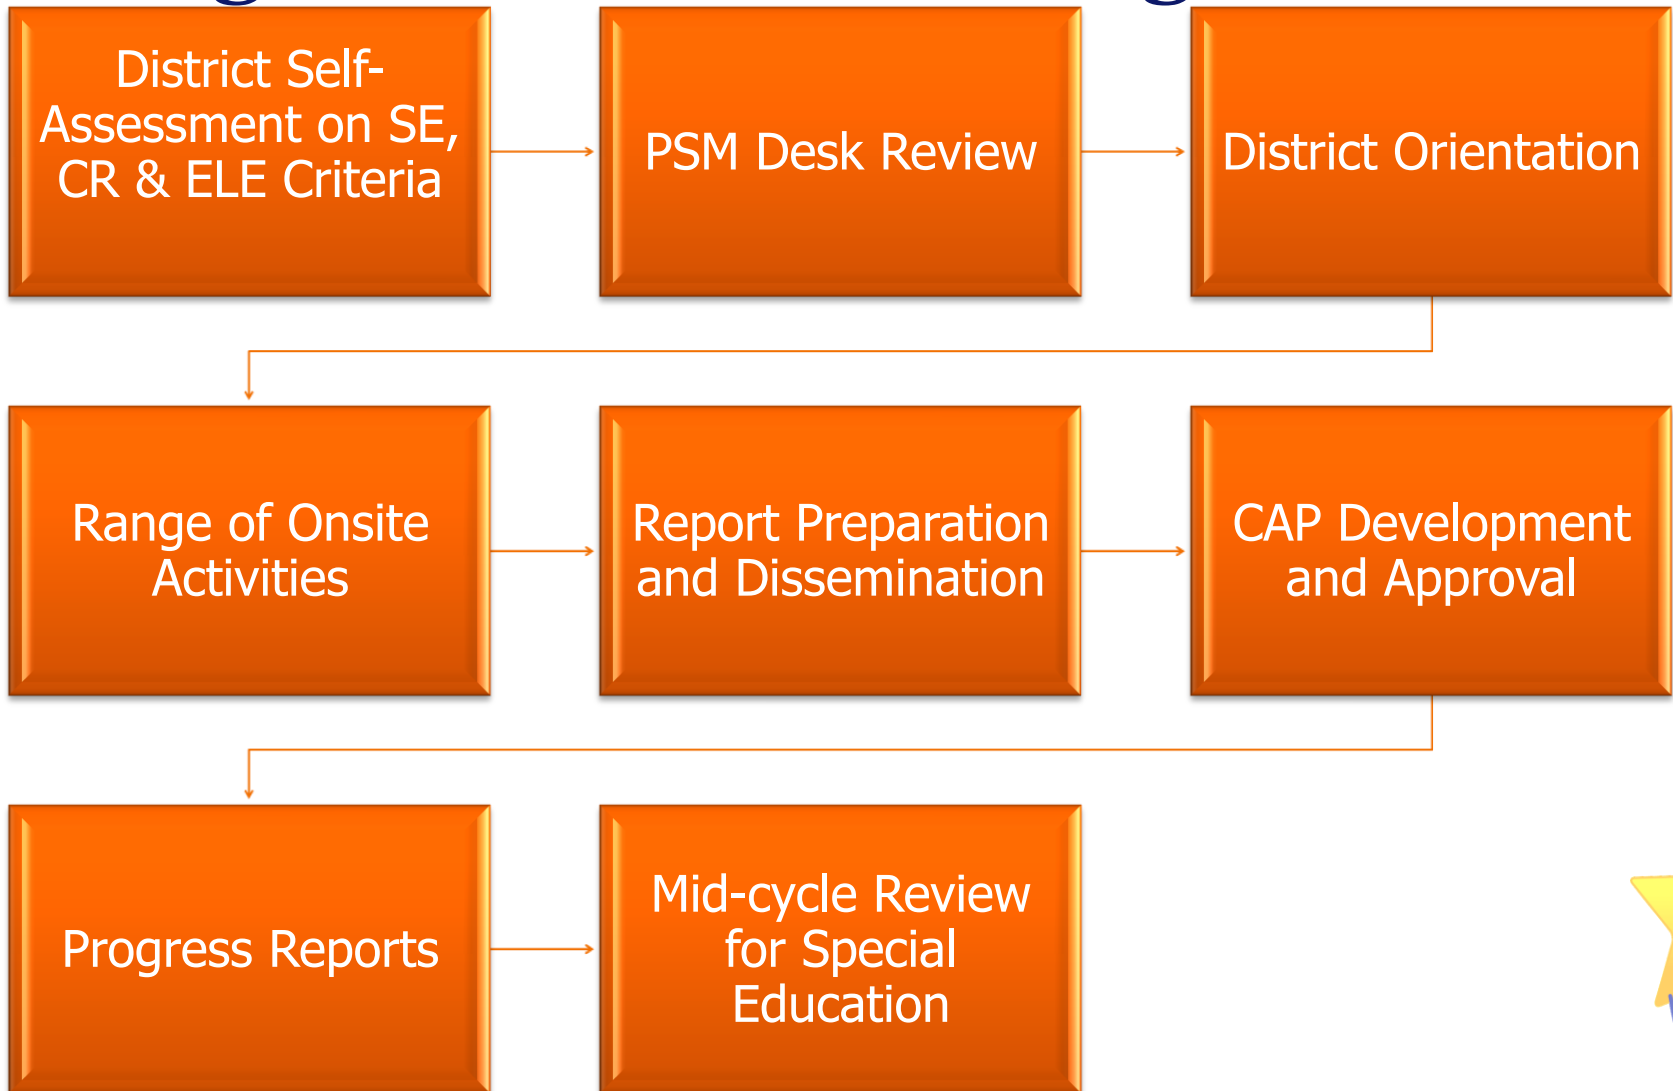 District Self-
Assessment on SE,
CR & ELE Criteria
PSM Desk Review
District Orientation
Range of Onsite
Activities
Report Preparation
and Dissemination
CAP Development
and Approval
Progress Reports
Mid-cycle Review
for Special
Education